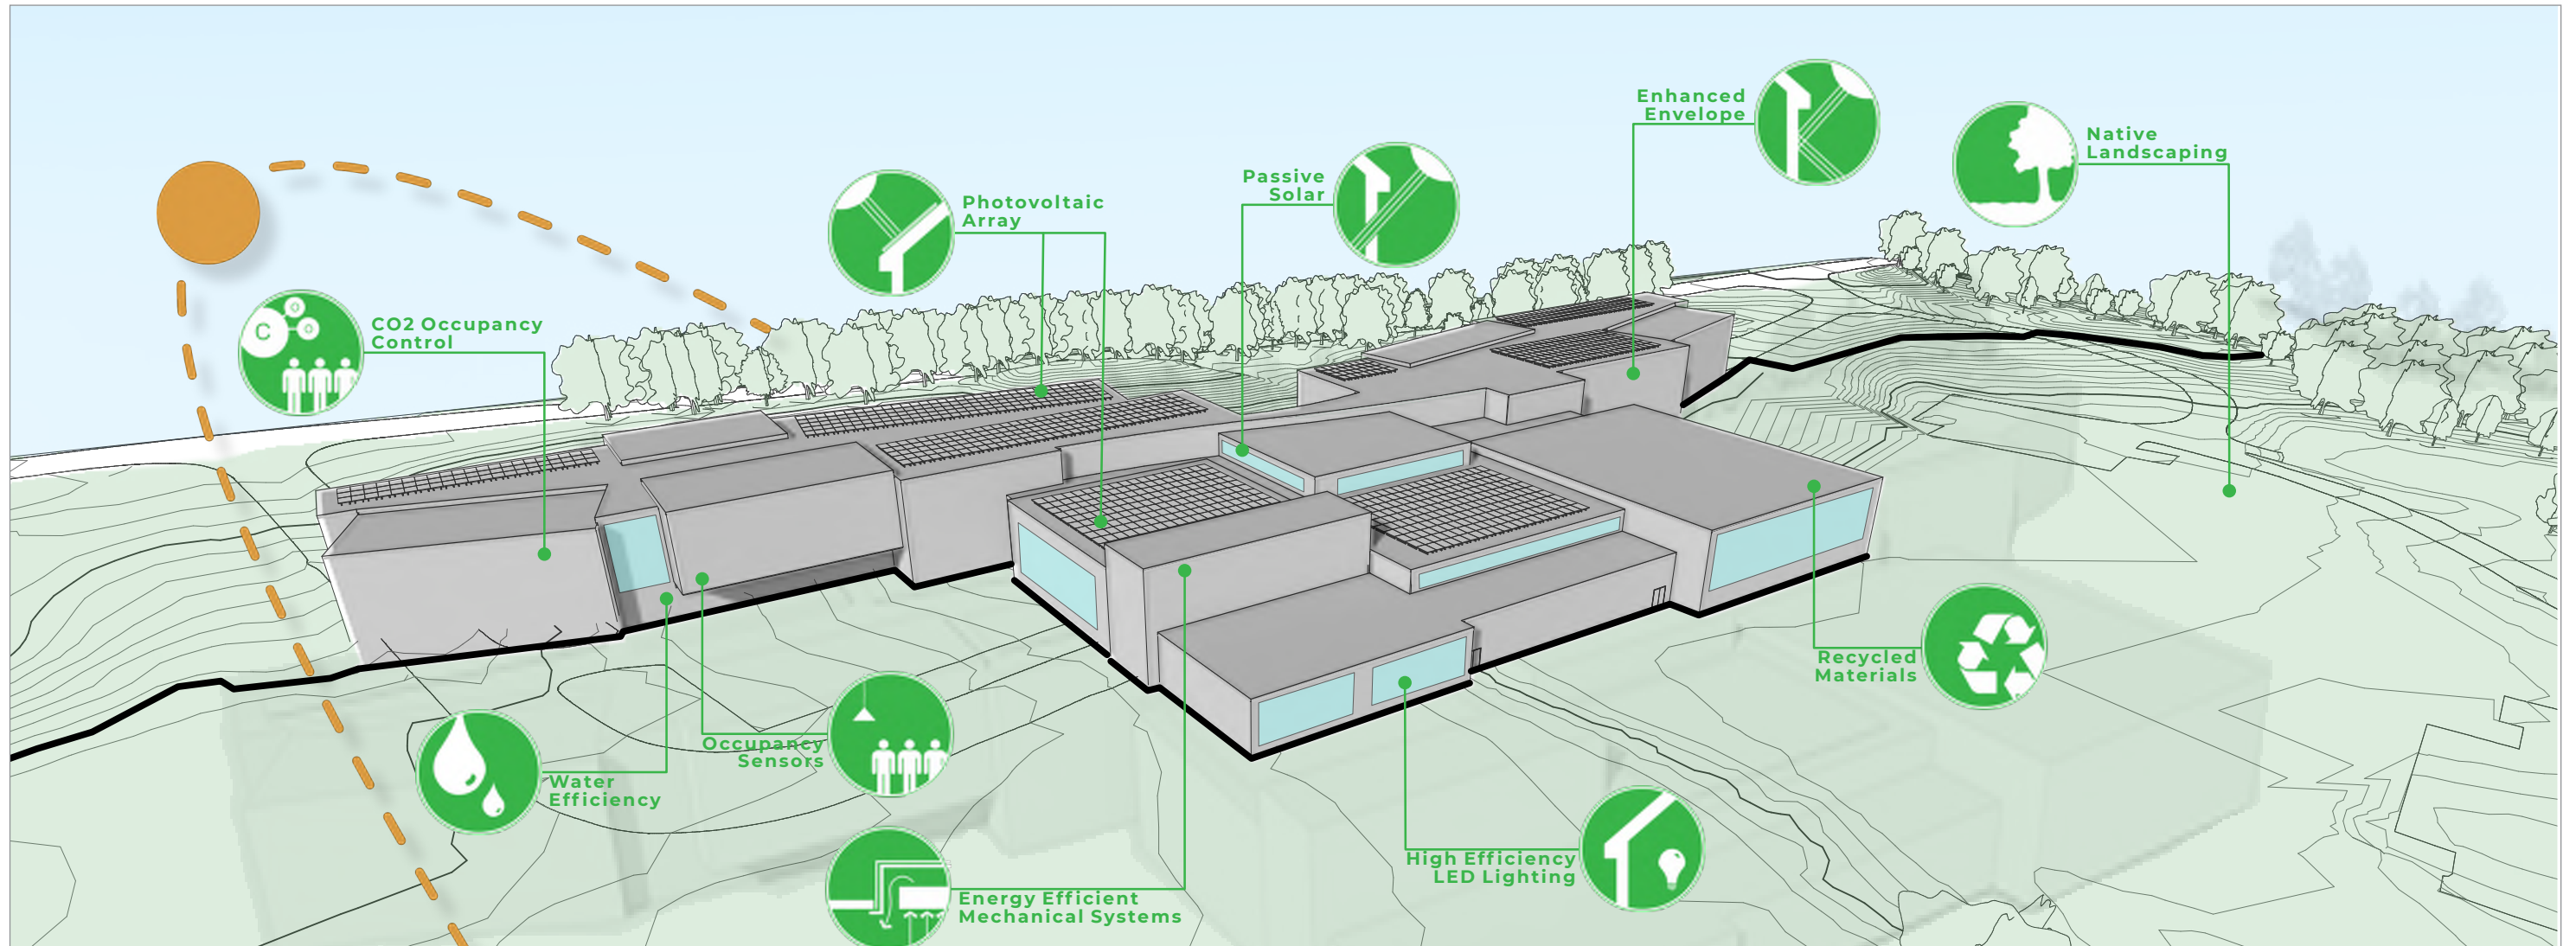 Enhanced
Envelope
Native
Landscaping
Passive
Solar
Photovoltaic
Array
CO2 Occupancy
Control
C
Recycled
Materials
Occupancy
Sensors
Water
Efficiency
High Efficiency
LED Lighting
Energy Efficient
Mechanical Systems